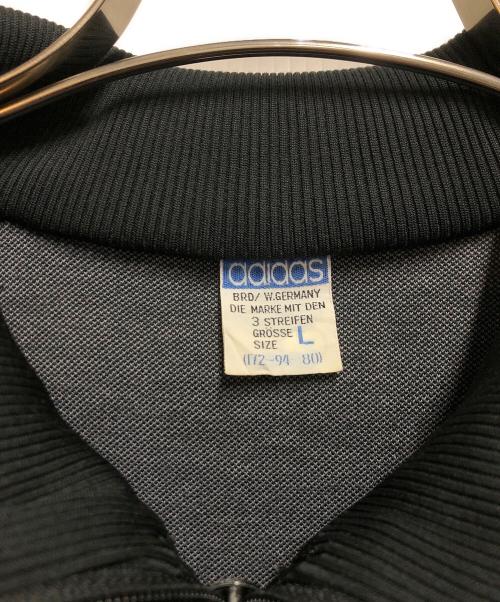 adidas
BRD/ W.GERMANY
DIE MARKE MIT DEN
3 STREIFEN
GRÖSSE L
SIZE
(172-94-80)